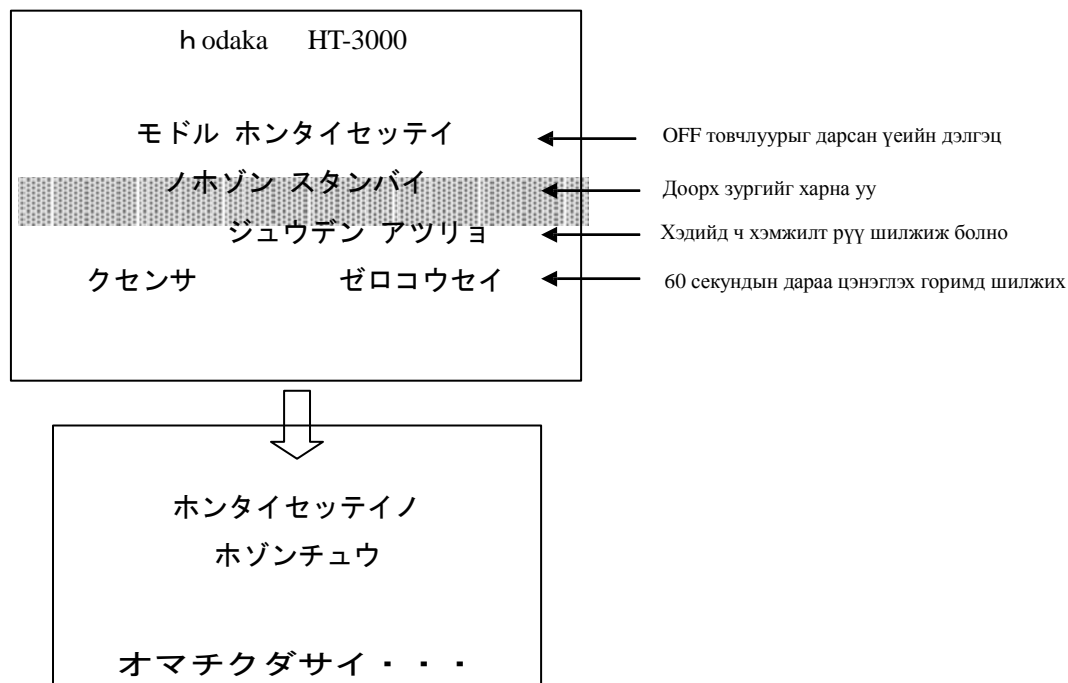 hodaka HT-3000
モドル ホンタイセッテイ
OFF товчлуурыг дарсан үеийн дэлгэц
ノホゾン スタンバイ
Доорх зургийг харна уу
ジュウデン アツリョ
Хэдийд ч хэмжилт рүү шилжиж болно
クセンサ ゼロコウセイ
60 секундын дараа цэнэглэх горимд шилжих
ホンタイセッテイノ
ホゾンチュウ
オマチクダサイ・・・